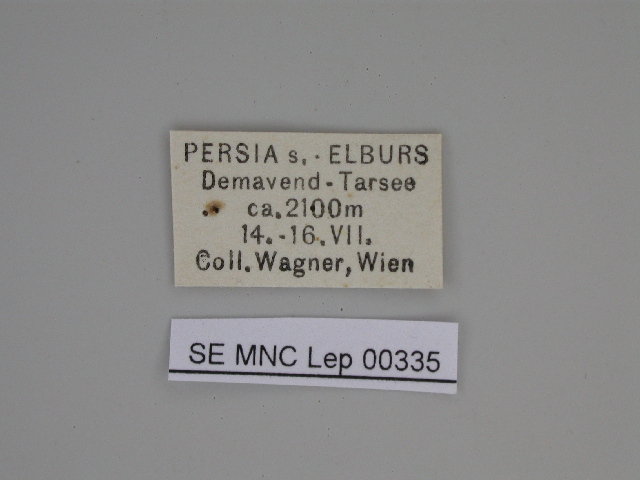 PERSIA s.-ELBURS
Demavend-Tarsee
ca. 2100m
14.-16. VII.
Coll. Wagner, Wien
SE MNC Lep 00335